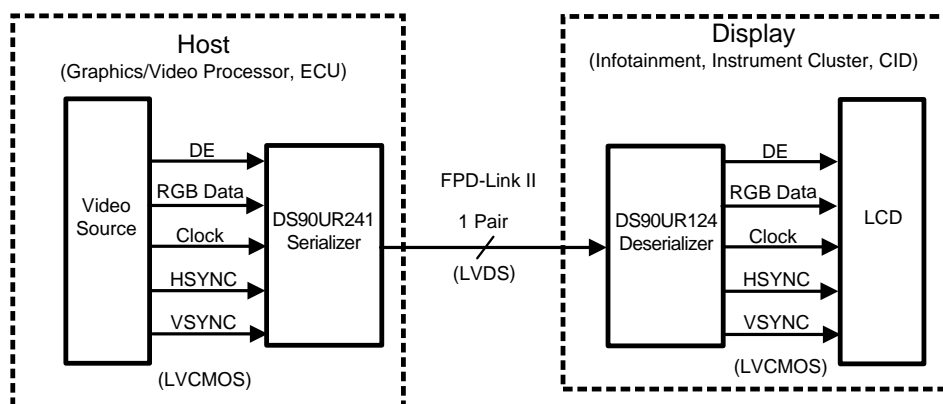 Host
(Graphics/Video Processor, ECU)
Video
Source
DE
RGB Data
Clock
HSYNC
VSYNC
(LVCMOS)
DS90UR241
Serializer
FPD-Link II
1 Pair
(LVDS)
Display
(Infotainment, Instrument Cluster, CID)
DS90UR124
Deserializer
DE
RGB Data
Clock
HSYNC
VSYNC
(LVCMOS)
LCD